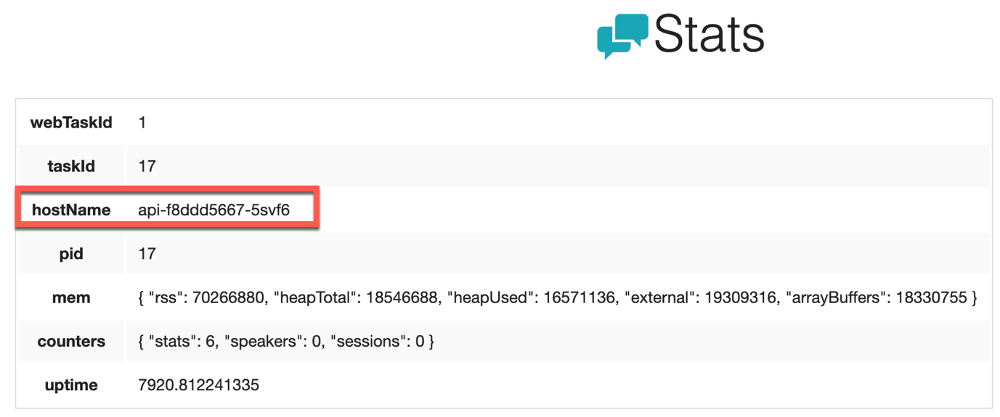 Stats
webTaskId 1
taskId 17
hostName api-f8ddd5667-5svf6
pid 17
mem { "rss": 70266880, "heapTotal": 18546688, "heapUsed": 16571136, "external": 19309316, "arrayBuffers": 18330755 }
counters { "stats": 6, "speakers": 0, "sessions": 0 }
uptime 7920.812241335